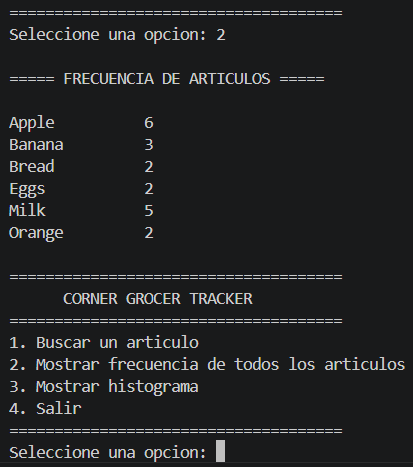 =====================================
Seleccione una opcion: 2
===== FRECUENCIA DE ARTICULOS =====
Apple          6
Banana         3
Bread          2
Eggs           2
Milk           5
Orange         2
=====================================
      CORNER GROCER TRACKER
=====================================
1. Buscar un articulo
2. Mostrar frecuencia de todos los articulos
3. Mostrar histograma
4. Salir
=====================================
Seleccione una opcion: